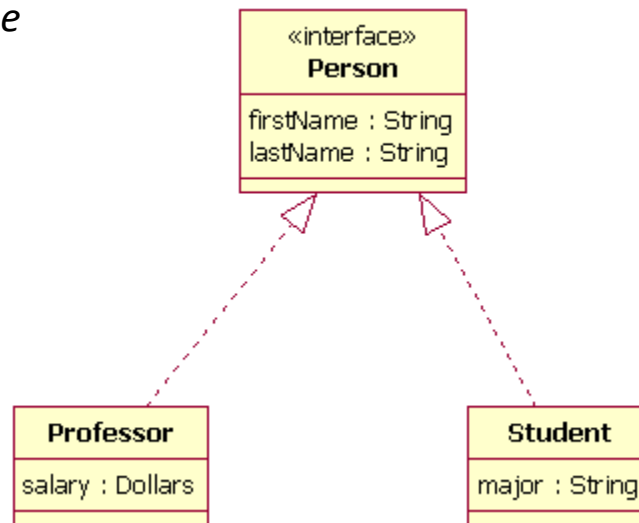 e
«interface»
Person
firstName : String
lastName : String
Professor
salary : Dollars
Student
major : String